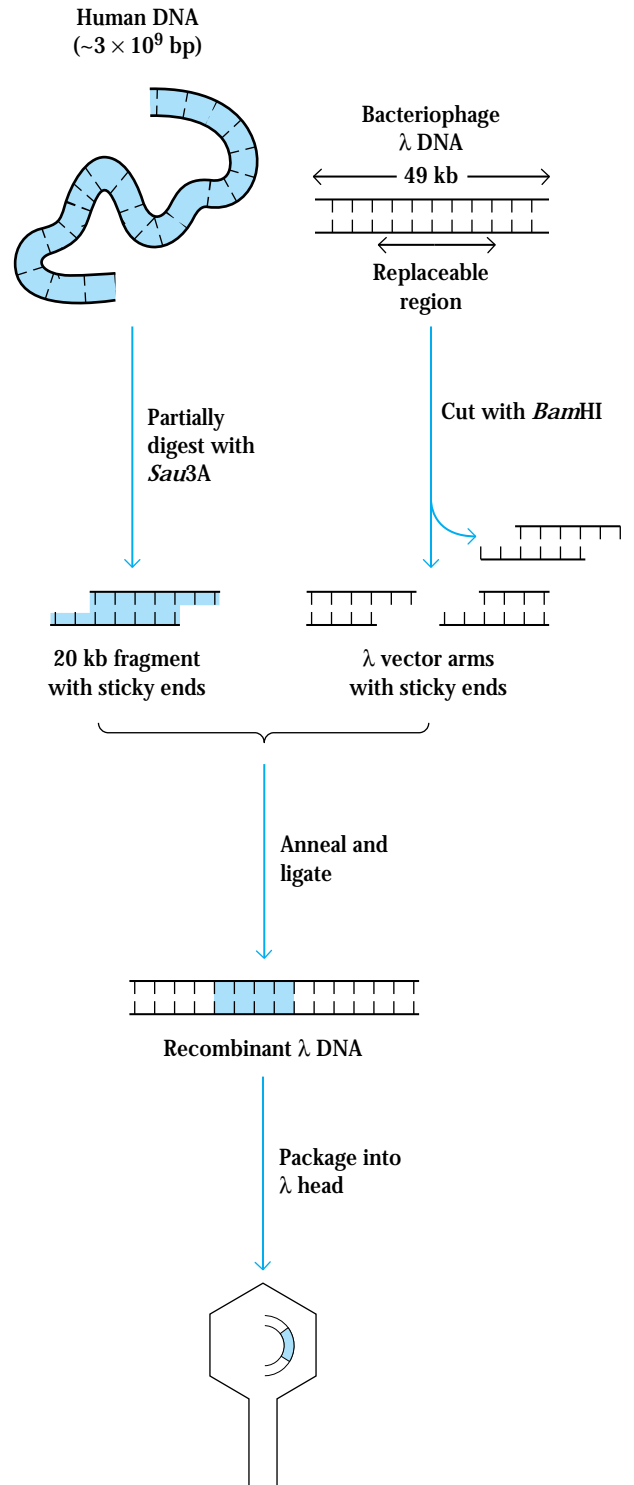 Human DNA
(~3 × 10⁹ bp)
Bacteriophage
λ DNA
49 kb
Replaceable
region
Partially
digest with
Sau3A
Cut with BamHI
20 kb fragment
with sticky ends
λ vector arms
with sticky ends
Anneal and
ligate
Recombinant λ DNA
Package into
λ head